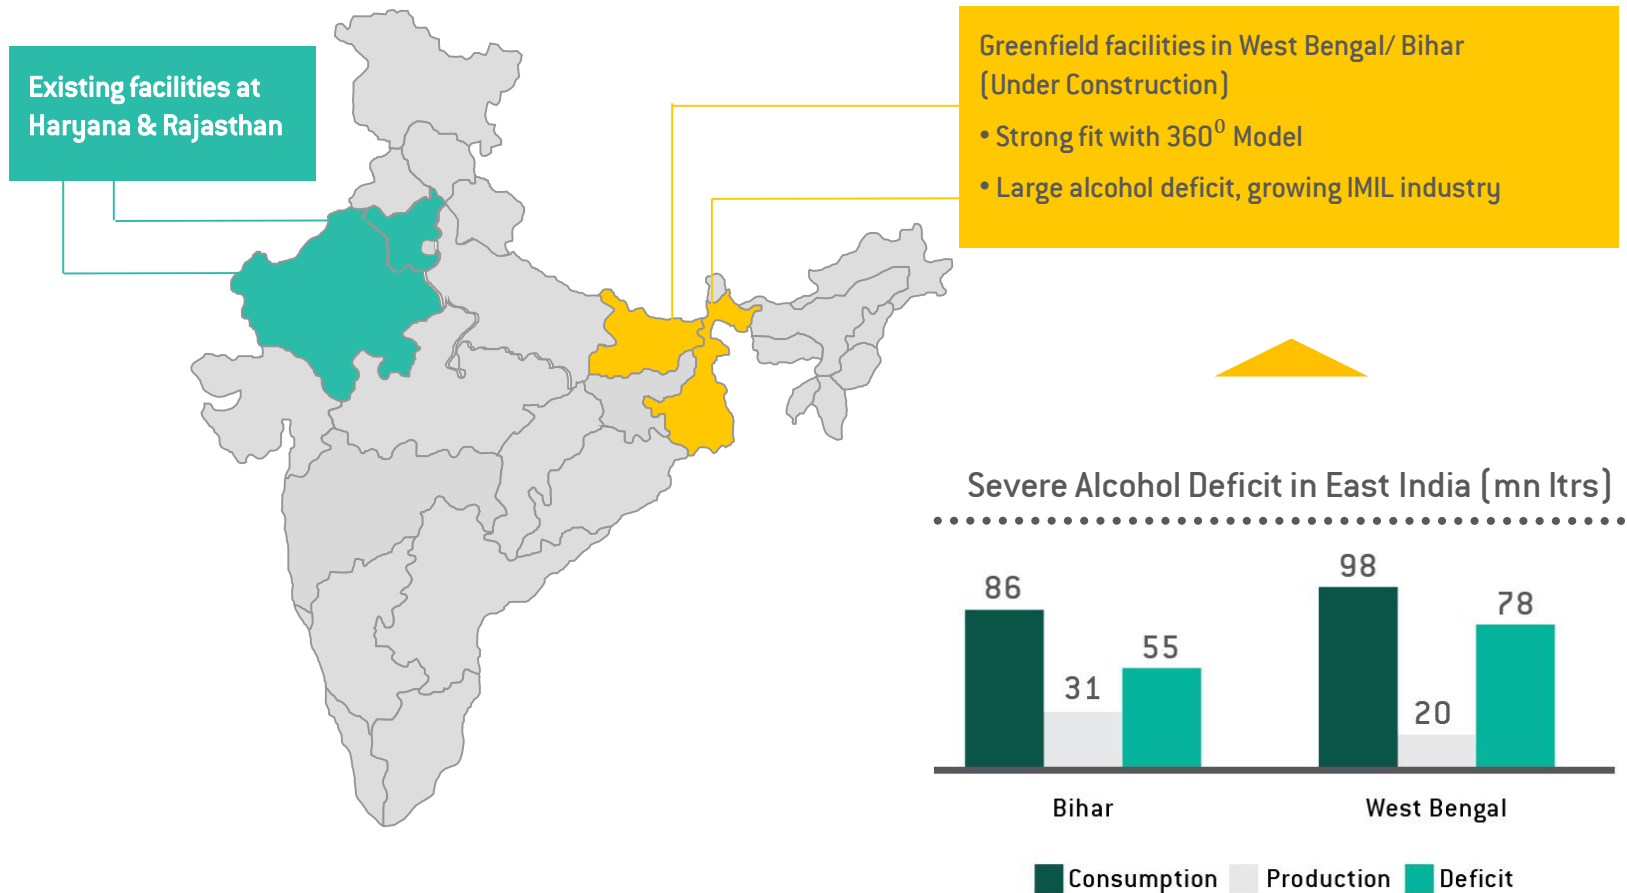 Existing facilities at
Haryana & Rajasthan
Greenfield facilities in West Bengal/ Bihar
(Under Construction)
• Strong fit with 360⁰ Model
• Large alcohol deficit, growing IMIL industry
Severe Alcohol Deficit in East India (mn ltrs)
86
31
55
98
20
78
Bihar
West Bengal
Consumption
Production
Deficit